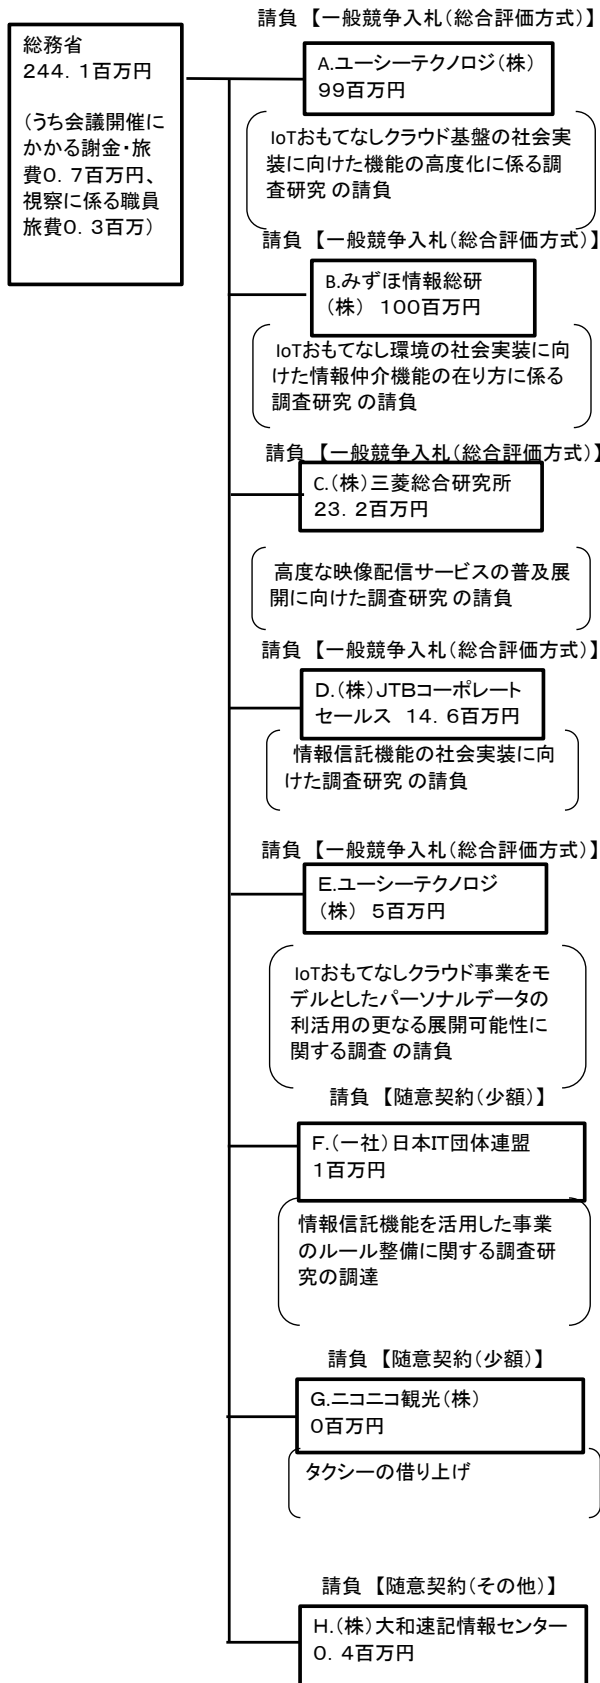 総務省
244．1百万円
(うち会議開催に
かかる謝金・旅
費0．7百万円、
視察に係る職員
旅費0．3百万)
請負 【一般競争入札(総合評価方式)】
A.ユーシーテクノロジ(株)
99百万円
IoTおもてなしクラウド基盤の社会実
装に向けた機能の高度化に係る調
査研究 の請負
請負 【一般競争入札(総合評価方式)】
B.みずほ情報総研
(株) 100百万円
IoTおもてなし環境の社会実装に向
けた情報仲介機能の在り方に係る
調査研究 の請負
請負 【一般競争入札(総合評価方式)】
C.(株)三菱総合研究所
23．2百万円
高度な映像配信サービスの普及展
開に向けた調査研究 の請負
請負 【一般競争入札(総合評価方式)】
D.(株)JTBコーポレート
セールス 14．6百万円
情報信託機能の社会実装に向
けた調査研究 の請負
請負 【一般競争入札(総合評価方式)】
E.ユーシーテクノロジ
(株) 5百万円
IoTおもてなしクラウド事業をモ
デルとしたパーソナルデータの
利活用の更なる展開可能性に
関する調査 の請負
請負 【随意契約(少額)】
F.(一社)日本IT団体連盟
1百万円
情報信託機能を活用した事業
のルール整備に関する調査研
究の調達
請負 【随意契約(少額)】
G.ニコニコ観光(株)
0百万円
タクシーの借り上げ
請負 【随意契約(その他)】
H.(株)大和速記情報センター
0．4百万円